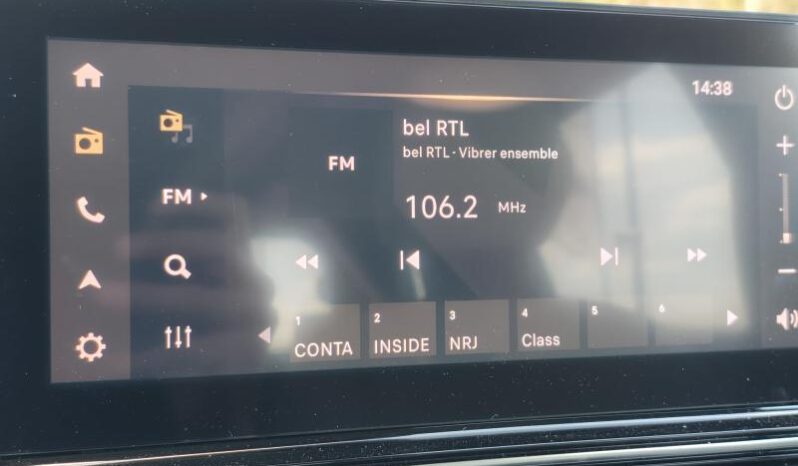 14:38
bel RTL
bel RTL · Vibrer ensemble
FM
FM
106.2 MHz
1 2 3 4 5 6
CONTA INSIDE NRJ Class